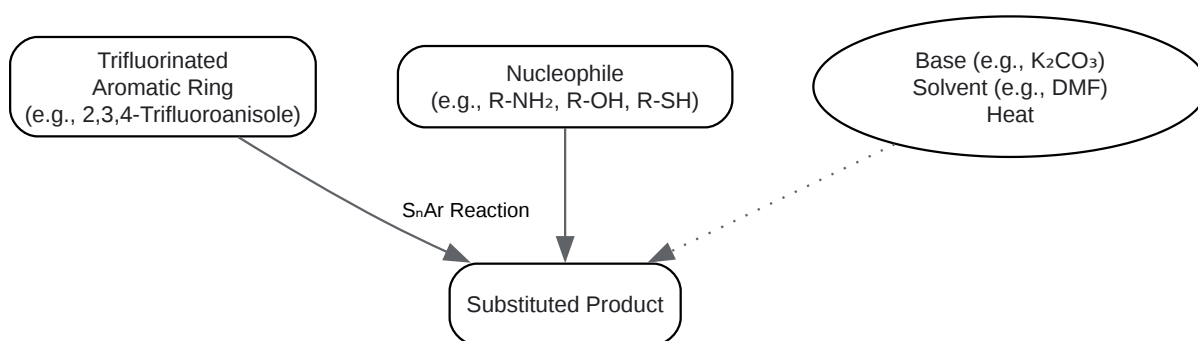 Trifluorinated
Aromatic Ring
(e.g., 2,3,4-Trifluoroanisole)
Nucleophile
(e.g., R-NH₂, R-OH, R-SH)
Base (e.g., K₂CO₃)
Solvent (e.g., DMF)
Heat
SₙAr Reaction
Substituted Product